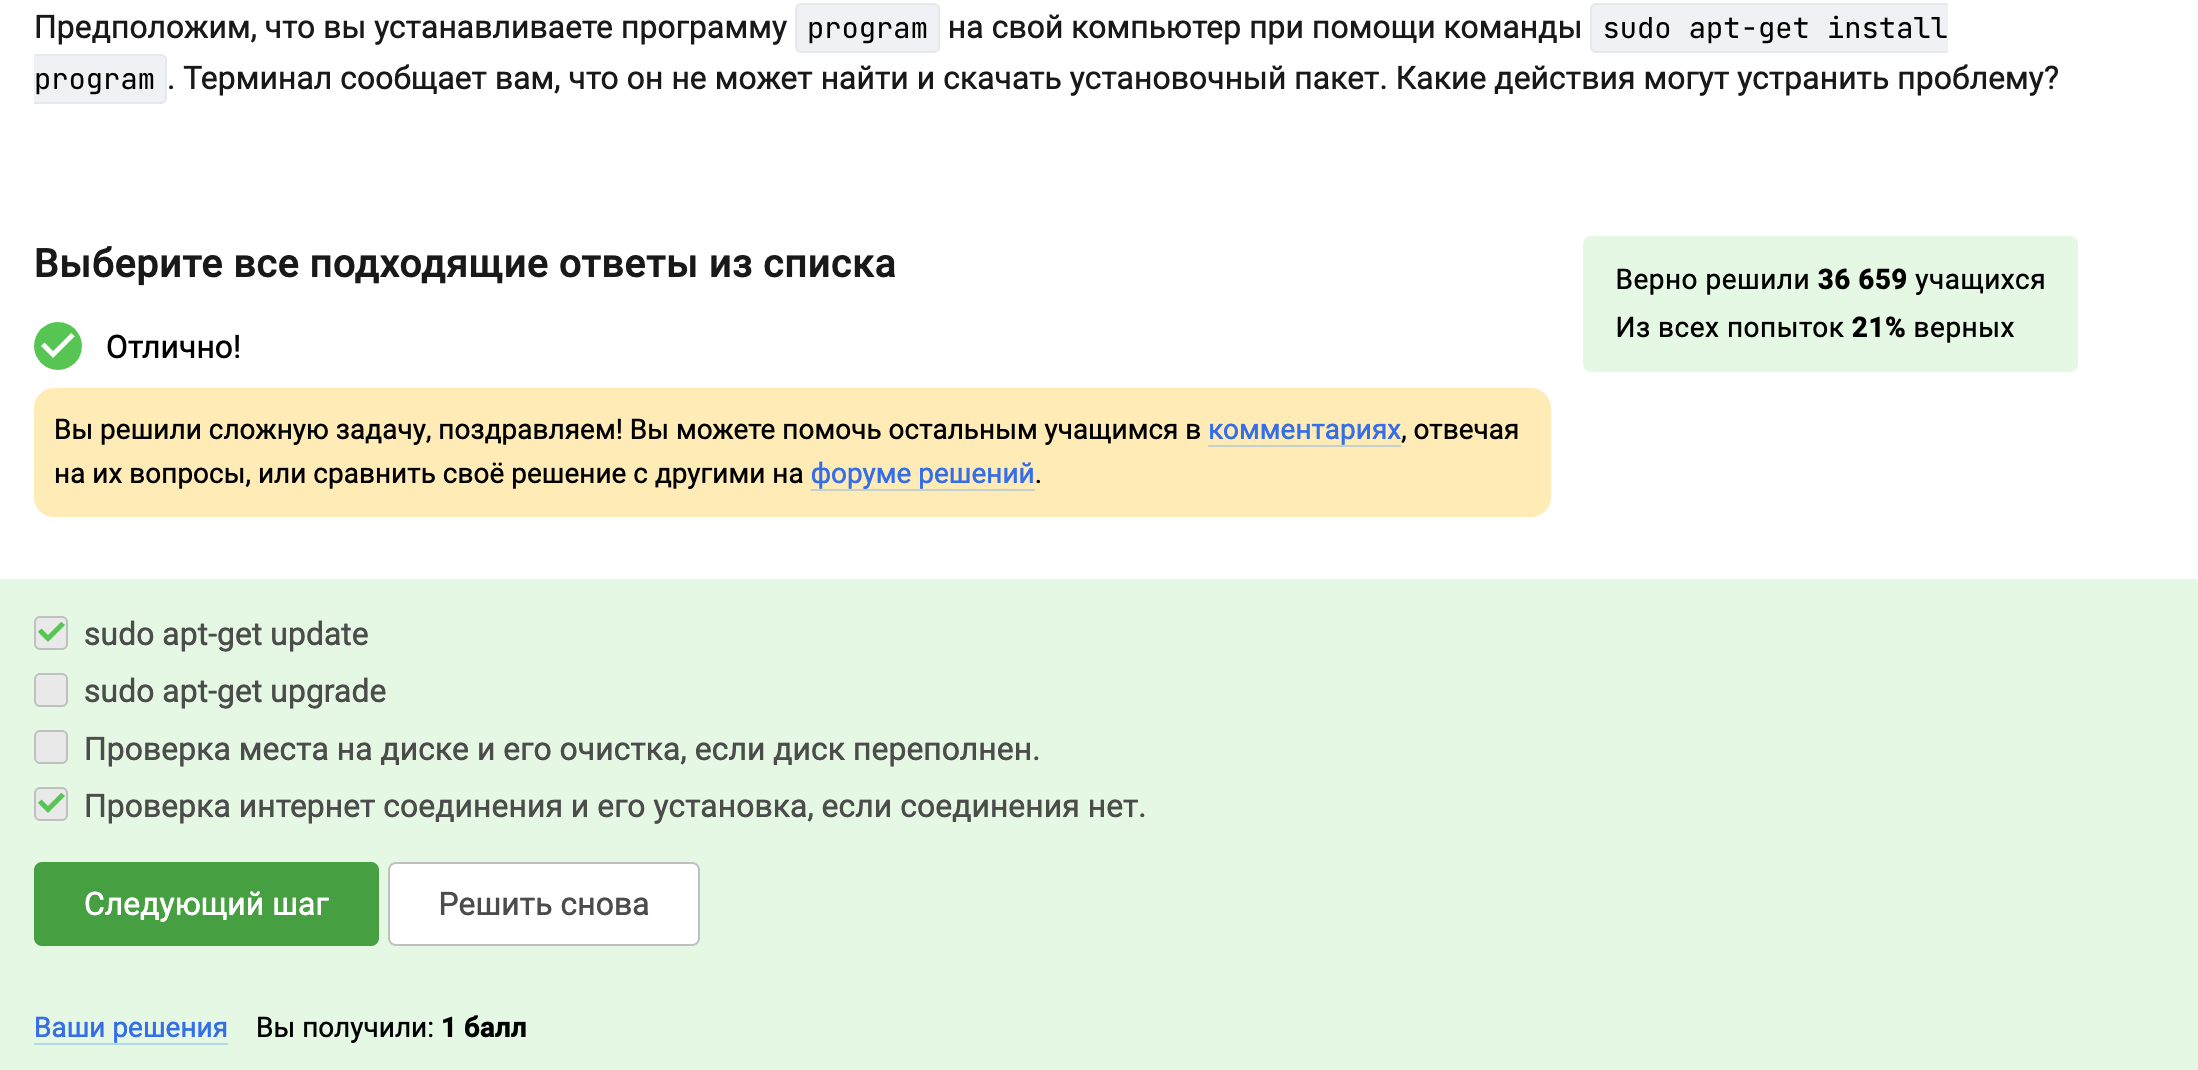 Предположим, что вы устанавливаете программу program на свой компьютер при помощи команды sudo apt-get install
program. Терминал сообщает вам, что он не может найти и скачать установочный пакет. Какие действия могут устранить проблему?
Выберите все подходящие ответы из списка
Верно решили 36 659 учащихся
Из всех попыток 21% верных
Отлично!
Вы решили сложную задачу, поздравляем! Вы можете помочь остальным учащимся в комментариях, отвечая
на их вопросы, или сравнить своё решение с другими на форуме решений.
sudo apt-get update
sudo apt-get upgrade
Проверка места на диске и его очистка, если диск переполнен.
Проверка интернет соединения и его установка, если соединения нет.
Следующий шаг
Решить снова
Ваши решения Вы получили: 1 балл